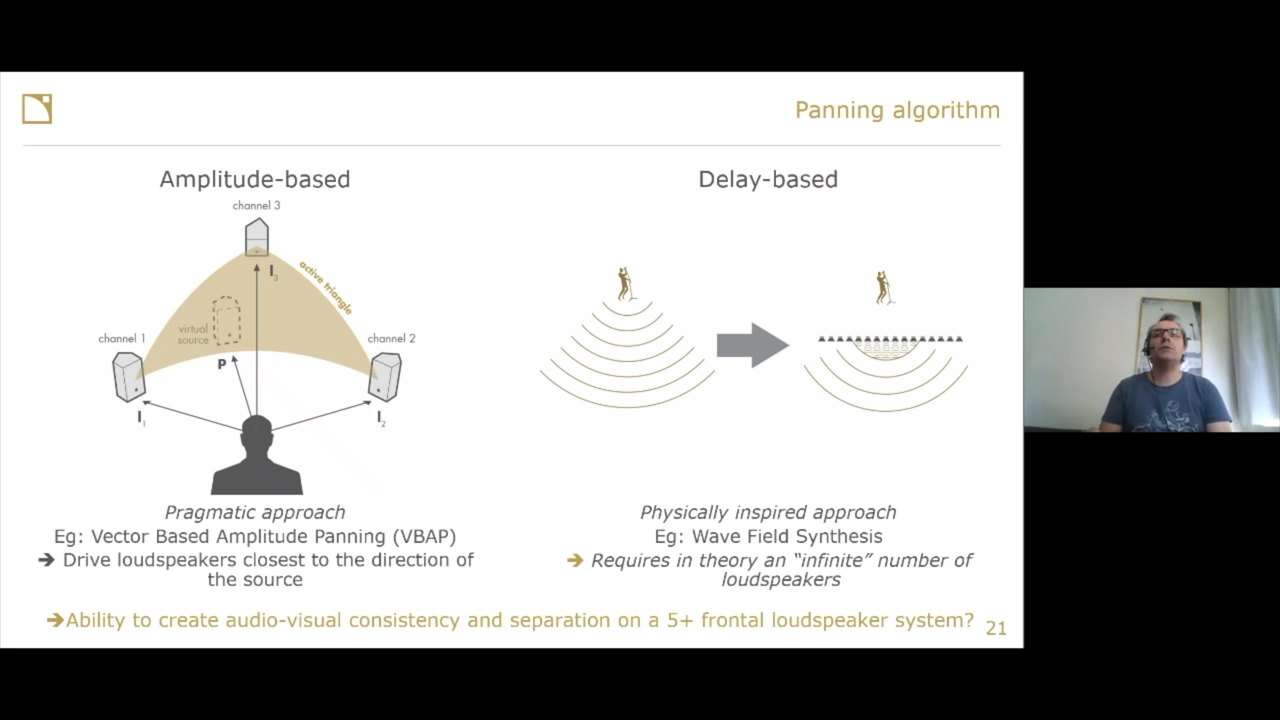 Panning algorithm
Amplitude-based
channel 3
l3
active triangle
virtual
source
channel 1
channel 2
P
l1
l2
Pragmatic approach
Eg: Vector Based Amplitude Panning (VBAP)
➔ Drive loudspeakers closest to the direction of
the source
Delay-based
Physically inspired approach
Eg: Wave Field Synthesis
➔ Requires in theory an “infinite” number of
loudspeakers
➔Ability to create audio-visual consistency and separation on a 5+ frontal loudspeaker system?
21